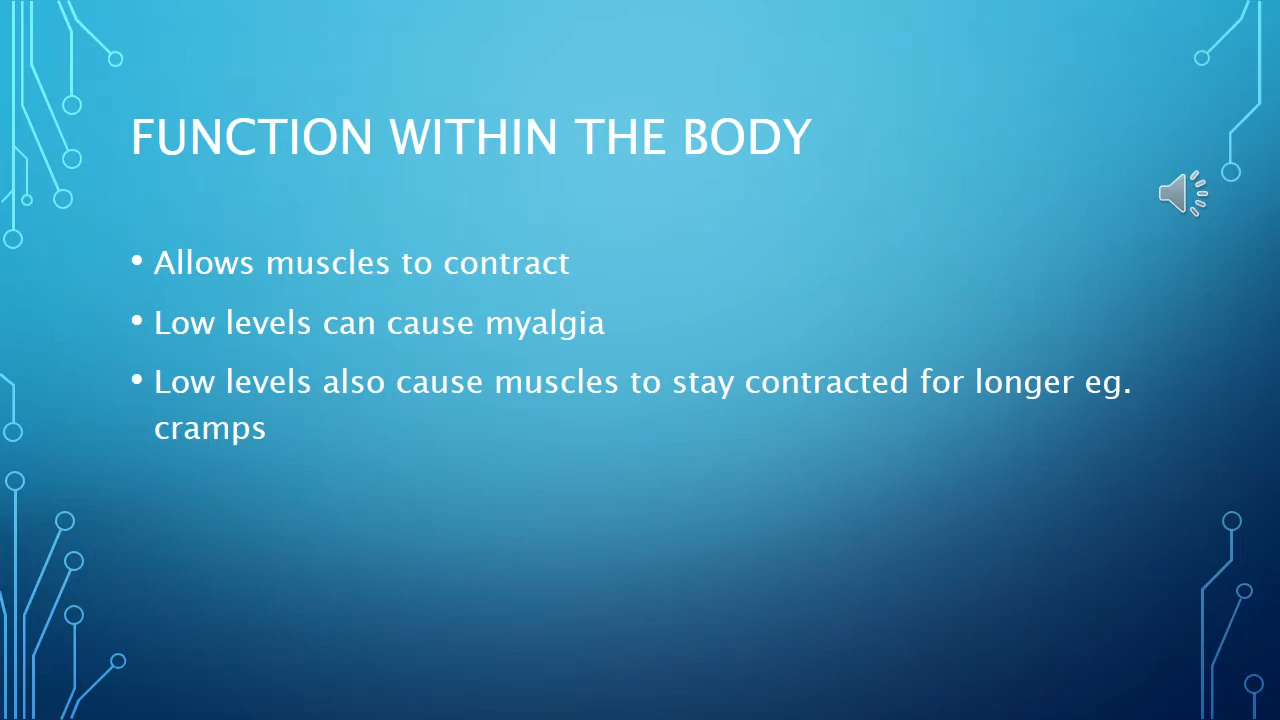 FUNCTION WITHIN THE BODY
• Allows muscles to contract
• Low levels can cause myalgia
• Low levels also cause muscles to stay contracted for longer eg.
cramps